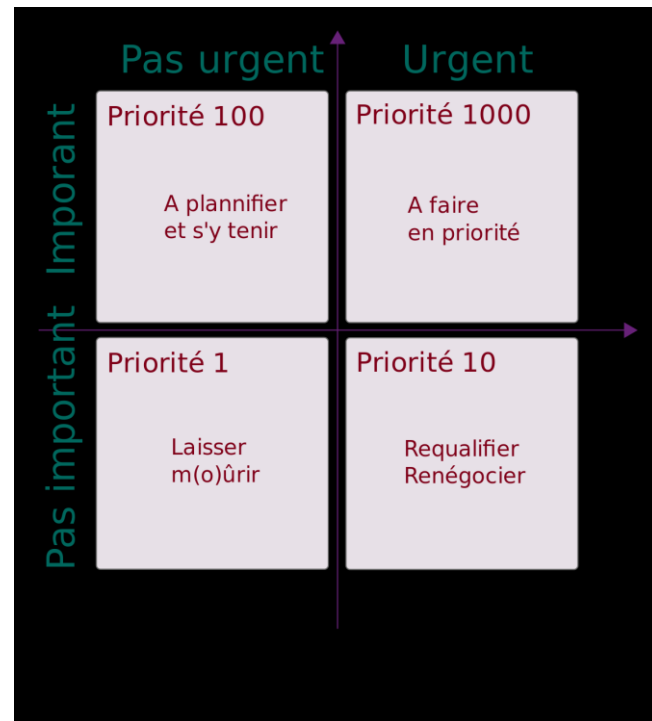 Pas urgent
Urgent
Imporant
Priorité 100
A plannifier
et s'y tenir
Priorité 1000
A faire
en priorité
Pas important
Priorité 1
Laisser
m(o)ûrir
Priorité 10
Requalifier
Renégocier